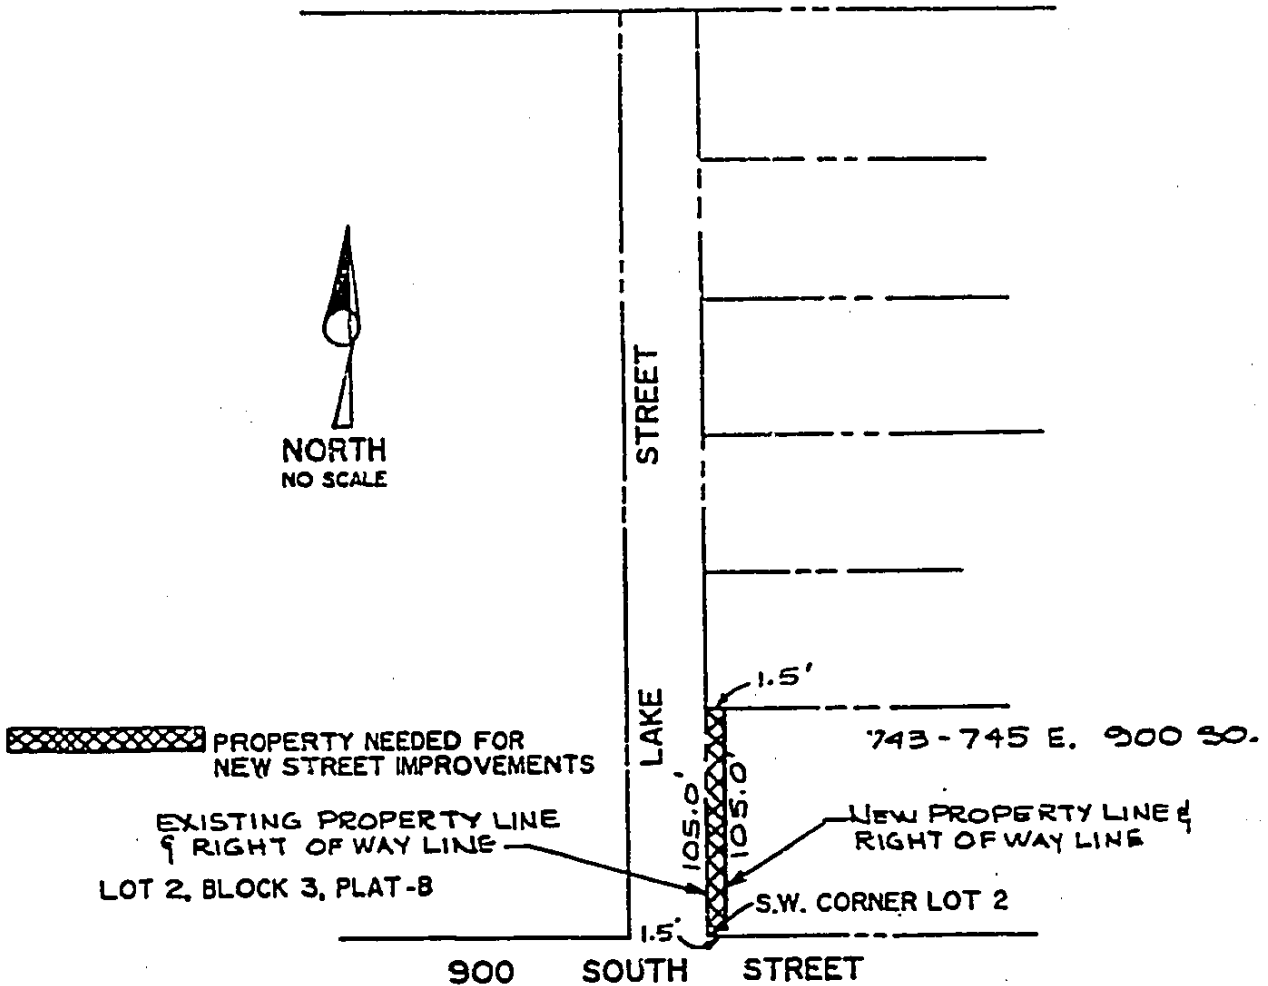 NORTH
NO SCALE
STREET
LAKE
1.5'
PROPERTY NEEDED FOR
NEW STREET IMPROVEMENTS
743-745 E. 900 SO.
EXISTING PROPERTY LINE
& RIGHT OF WAY LINE
LOT 2, BLOCK 3, PLAT-B
105.0'
105.0'
NEW PROPERTY LINE &
RIGHT OF WAY LINE
S.W. CORNER LOT 2
1.5'
900 SOUTH STREET